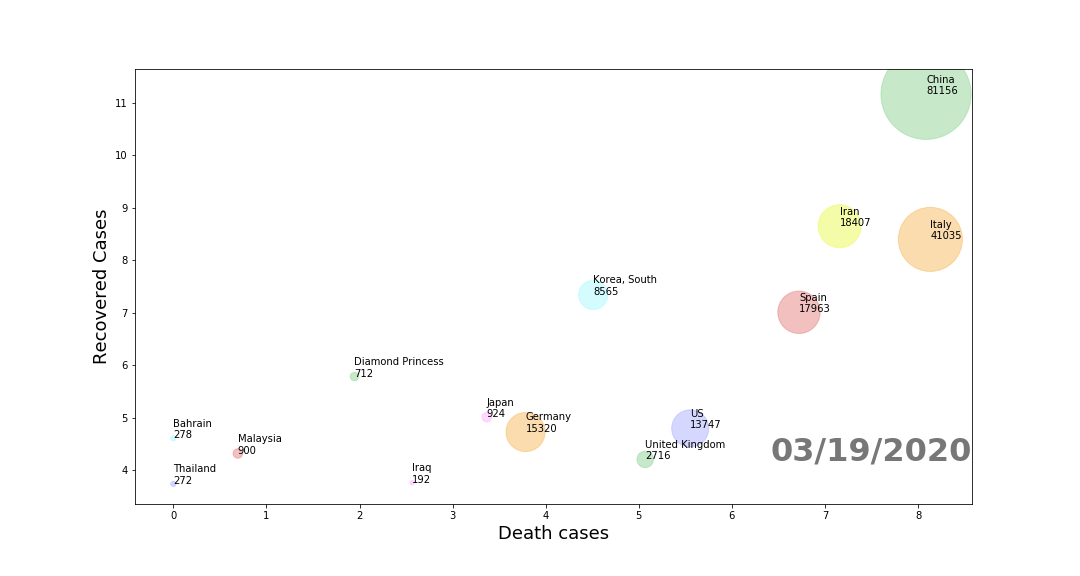 China
81156
11
10
9
Iran
18407
Italy
41035
8
Korea, South
8565
7
Spain
17963
6
Diamond Princess
712
5
Japan
924
Germany
15320
US
13747
Bahrain
278
Malaysia
900
United Kingdom
2716
03/19/2020
4
Thailand
272
Iraq
192
Recovered Cases
0 1 2 3 4 5 6 7 8
Death cases